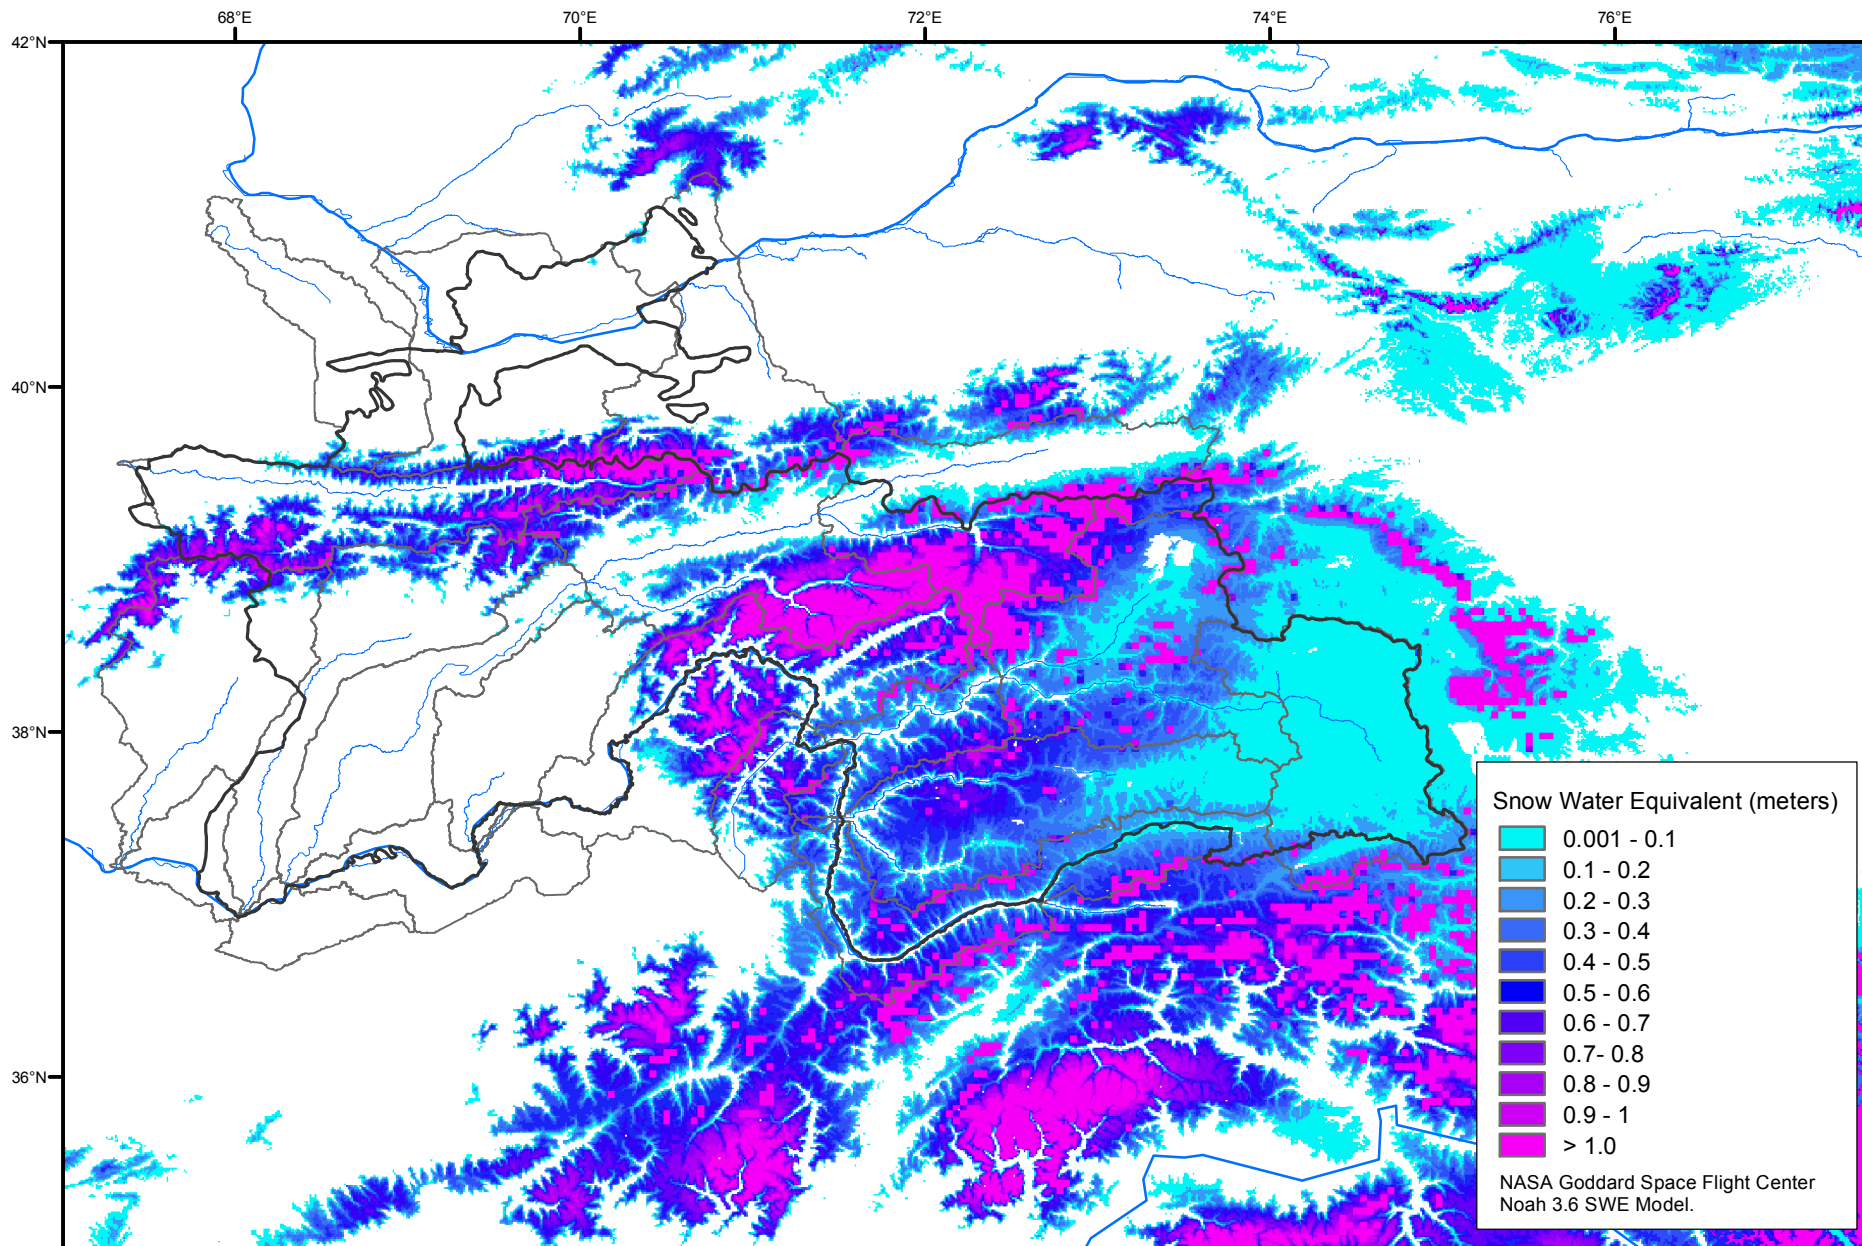 68°E
70°E
72°E
74°E
76°E
42°N
40°N
38°N
36°N
Snow Water Equivalent (meters)
0.001 - 0.1
0.1 - 0.2
0.2 - 0.3
0.3 - 0.4
0.4 - 0.5
0.5 - 0.6
0.6 - 0.7
0.7- 0.8
0.8 - 0.9
0.9 - 1
> 1.0
NASA Goddard Space Flight Center
Noah 3.6 SWE Model.